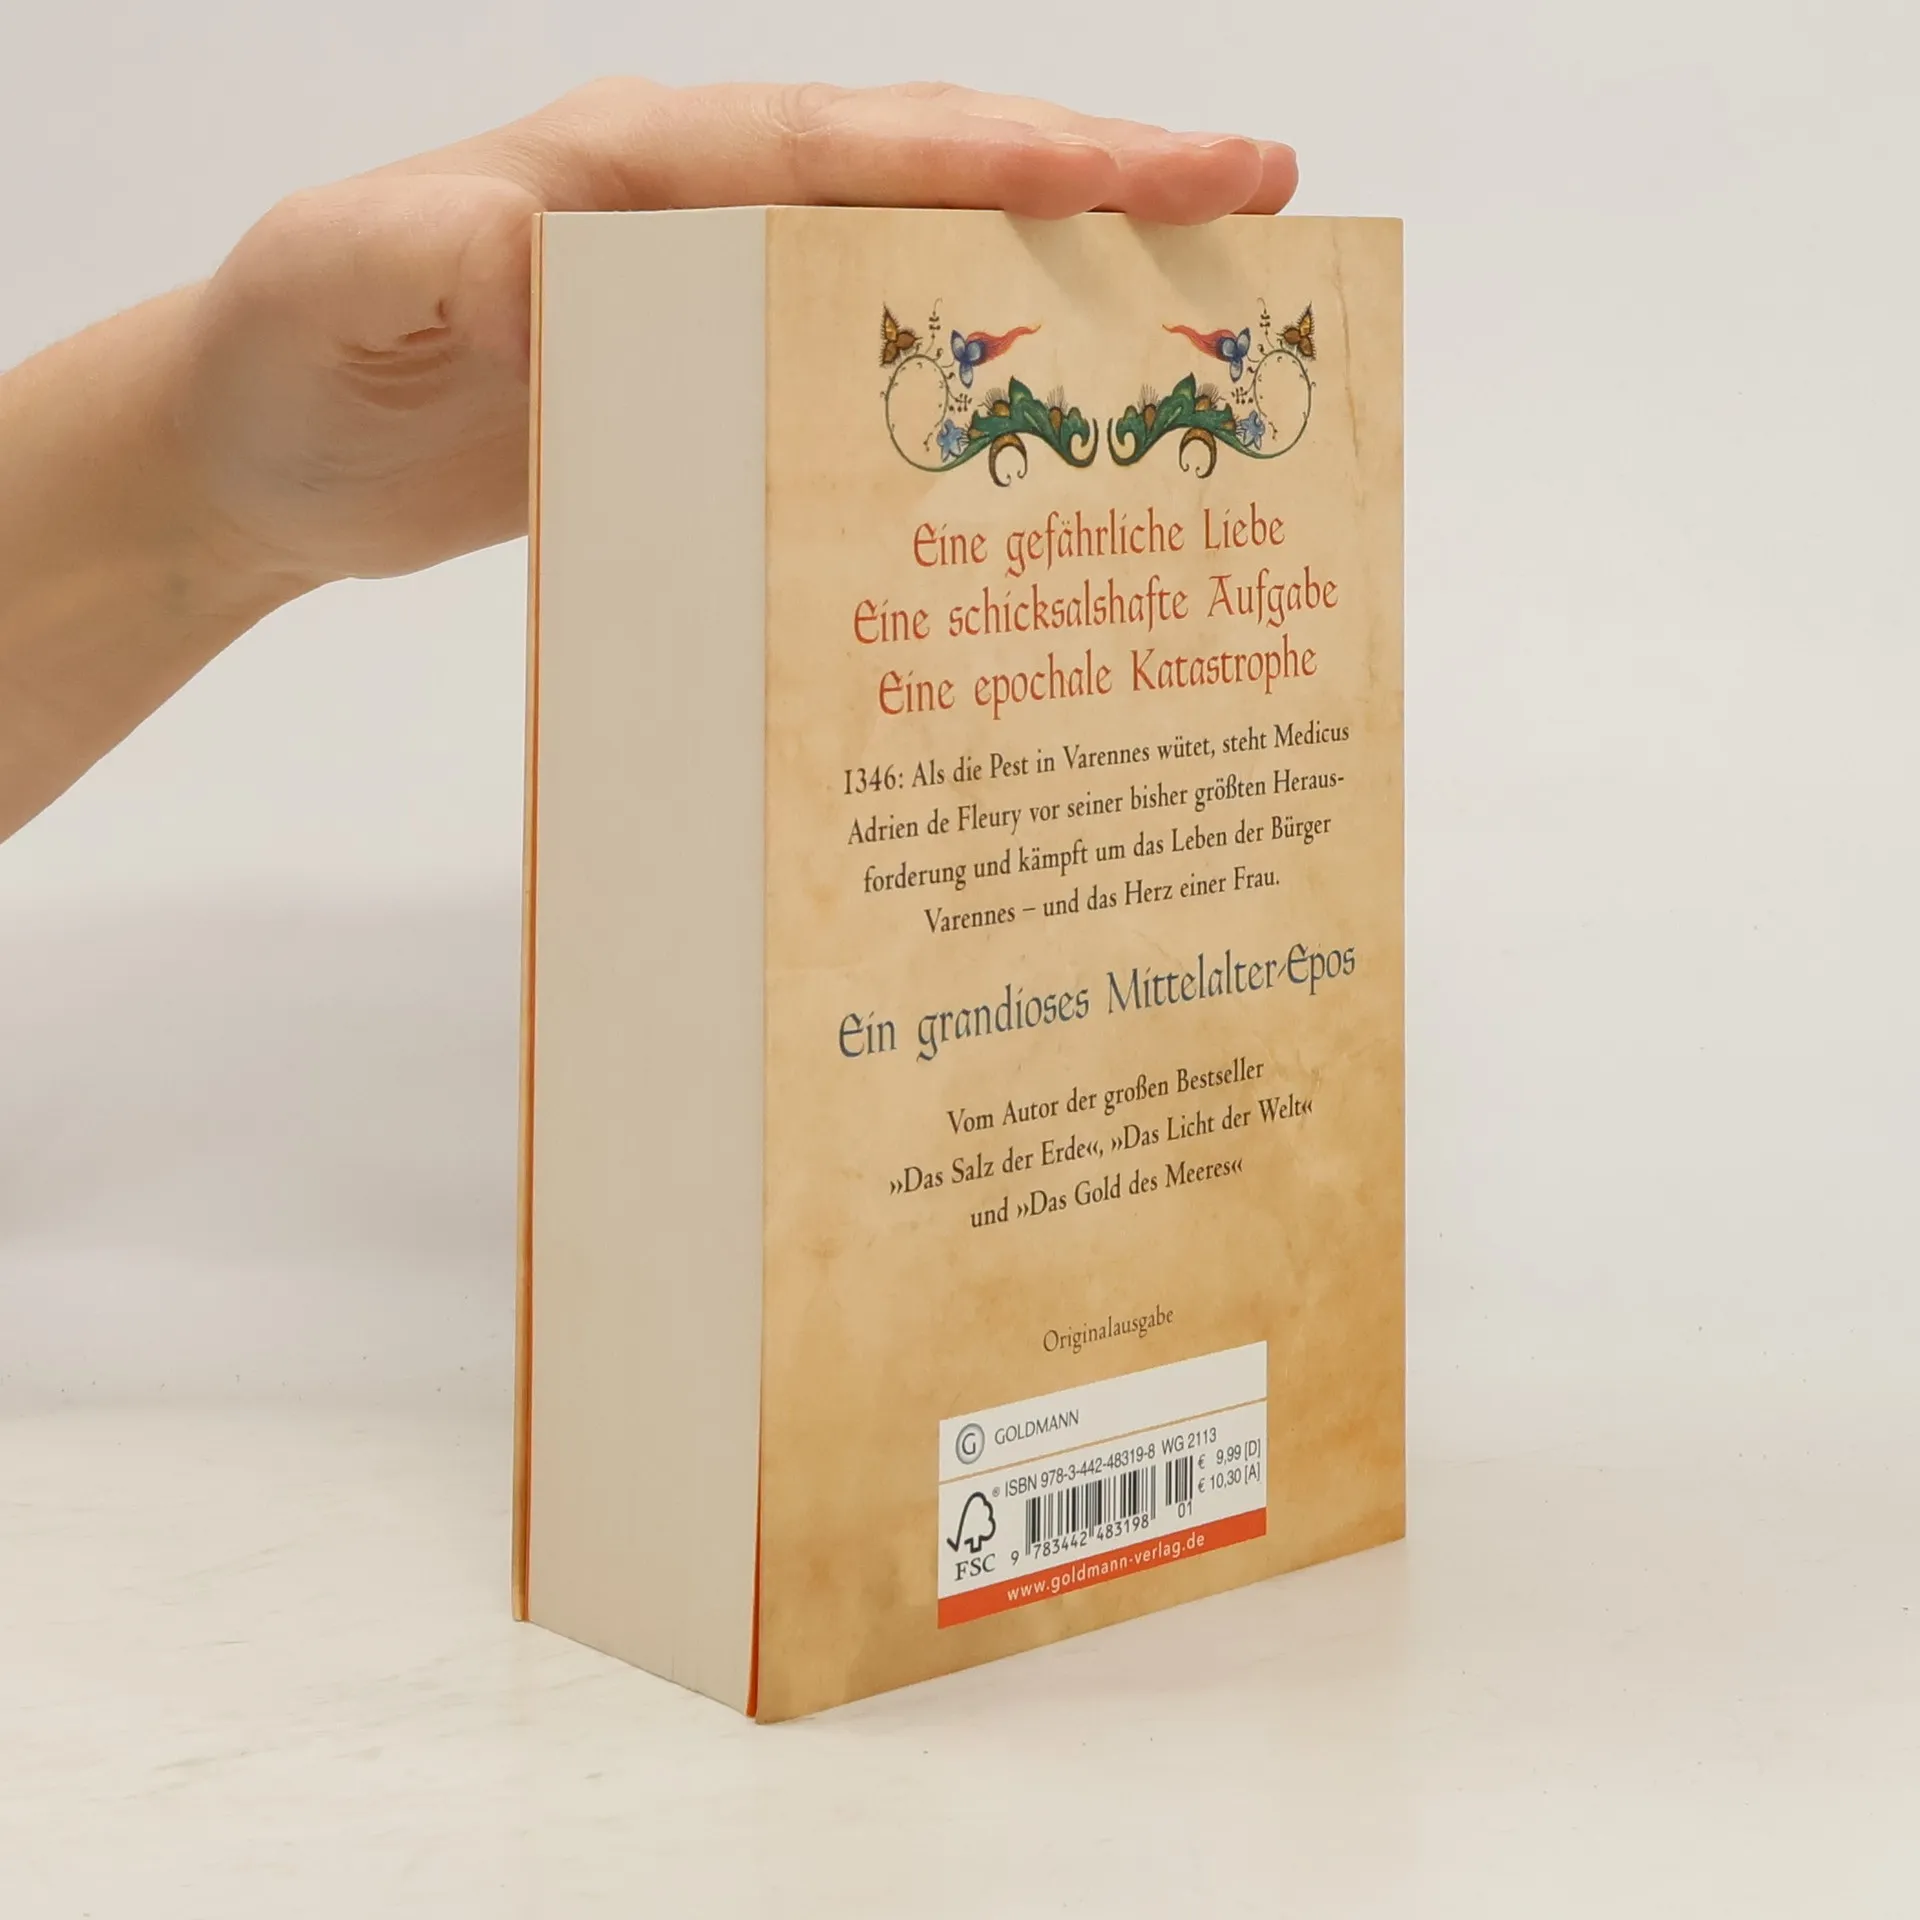 Eine gefährliche Liebe
Eine schicksalshafte Aufgabe
Eine epochale Katastrophe
1346: Als die Pest in Varennes wütet, steht Medicus
Adrien de Fleury vor seiner bisher größten Heraus-
forderung und kämpft um das Leben der Bürger
Varennes – und das Herz einer Frau.
Ein grandioses Mittelalter-Epos
Vom Autor der großen Bestseller
»Das Salz der Erde«, »Das Licht der Welt«
und »Das Gold des Meeres«
Originalausgabe
G GOLDMANN
® ISBN 978-3-442-48319-8 WG 2113
€ 9,99 [D]
€ 10,30 [A]
01
9 783442 483198
FSC
www.goldmann-verlag.de